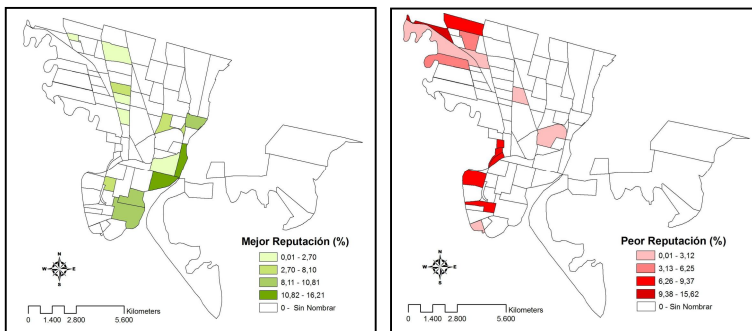 Mejor Reputación (%)
0,01 - 2,70
2,70 - 8,10
8,11 - 10,81
10,82 - 16,21
0 - Sin Nombrar
N
W E
S
Kilometers
0 1.400 2.800 5.600
Peor Reputación (%)
0,01 - 3,12
3,13 - 6,25
6,26 - 9,37
9,38 - 15,62
0 - Sin Nombrar
N
W E
S
Kilometers
0 1.400 2.800 5.600